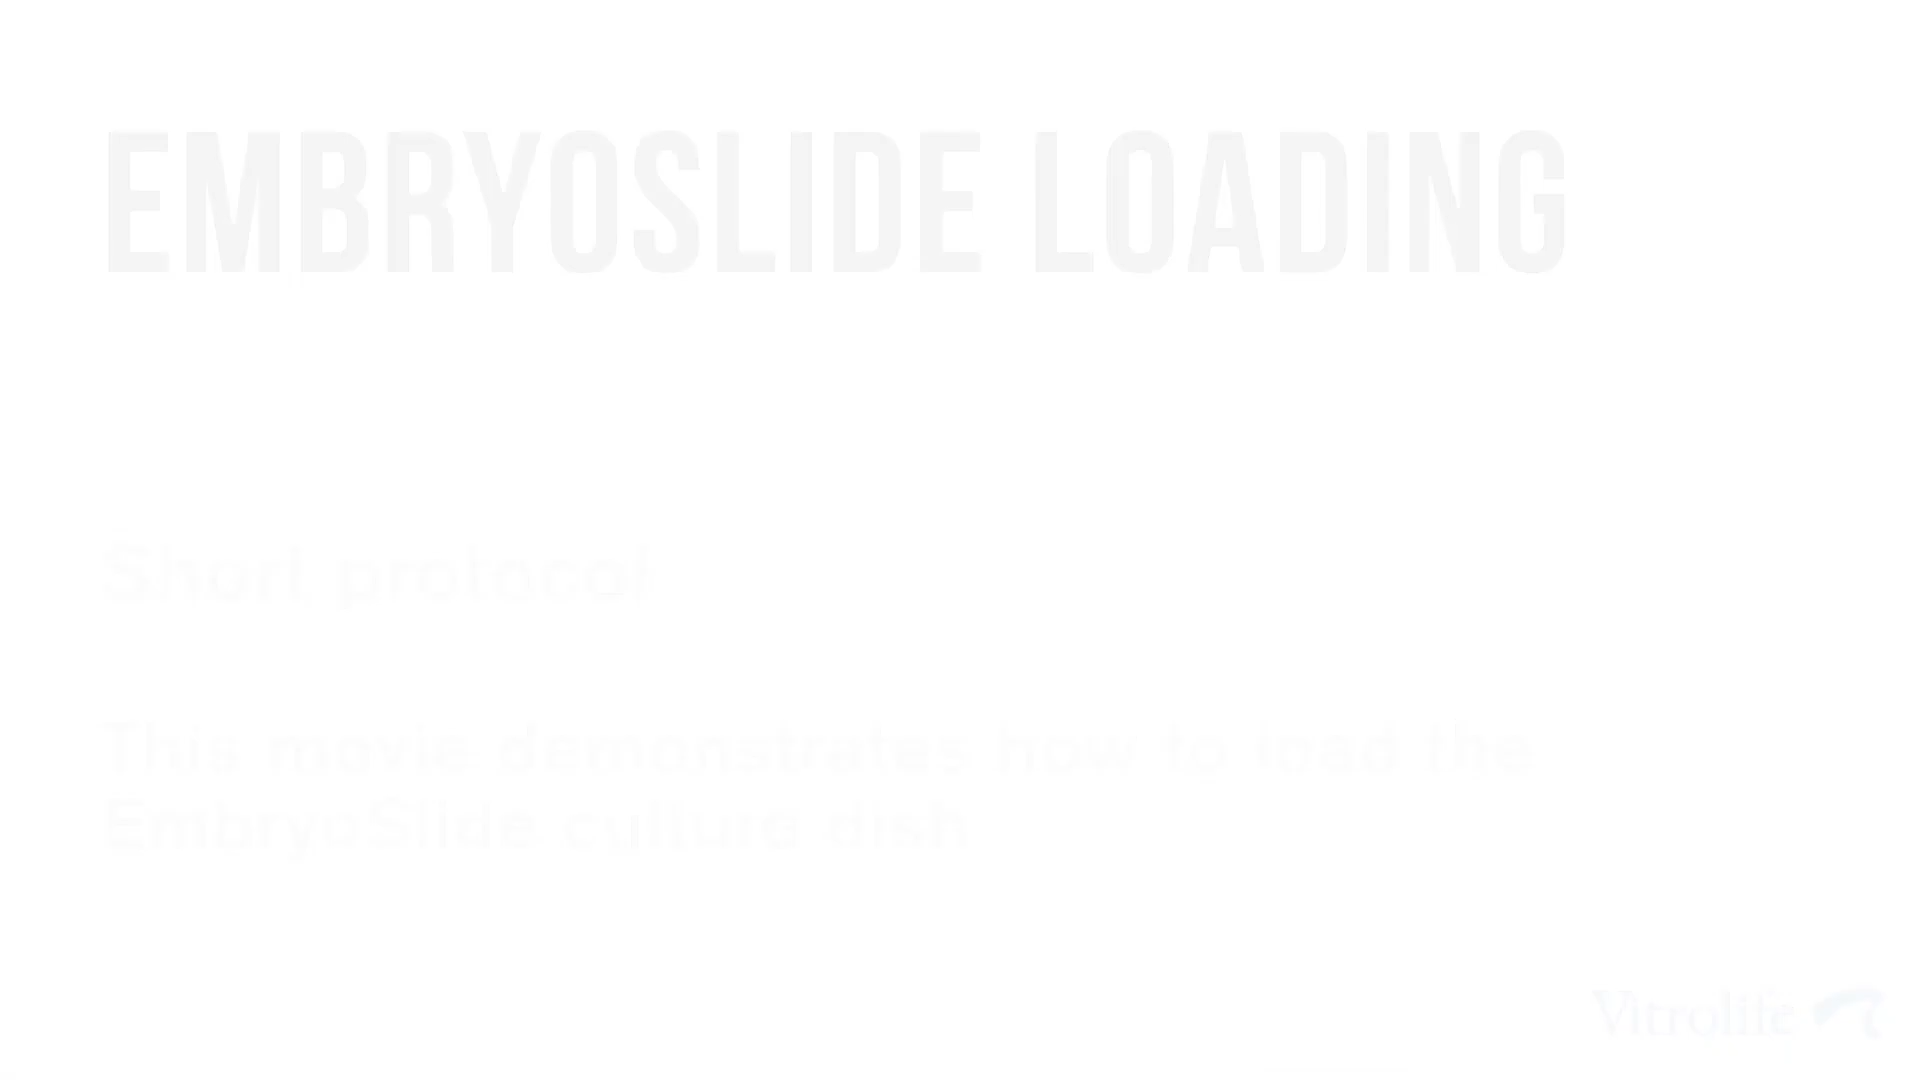 EMBRYOSLIDE LOADING
Short protocol
This movie demonstrates how to load the
EmbryoSlide culture dish
Vitrolife